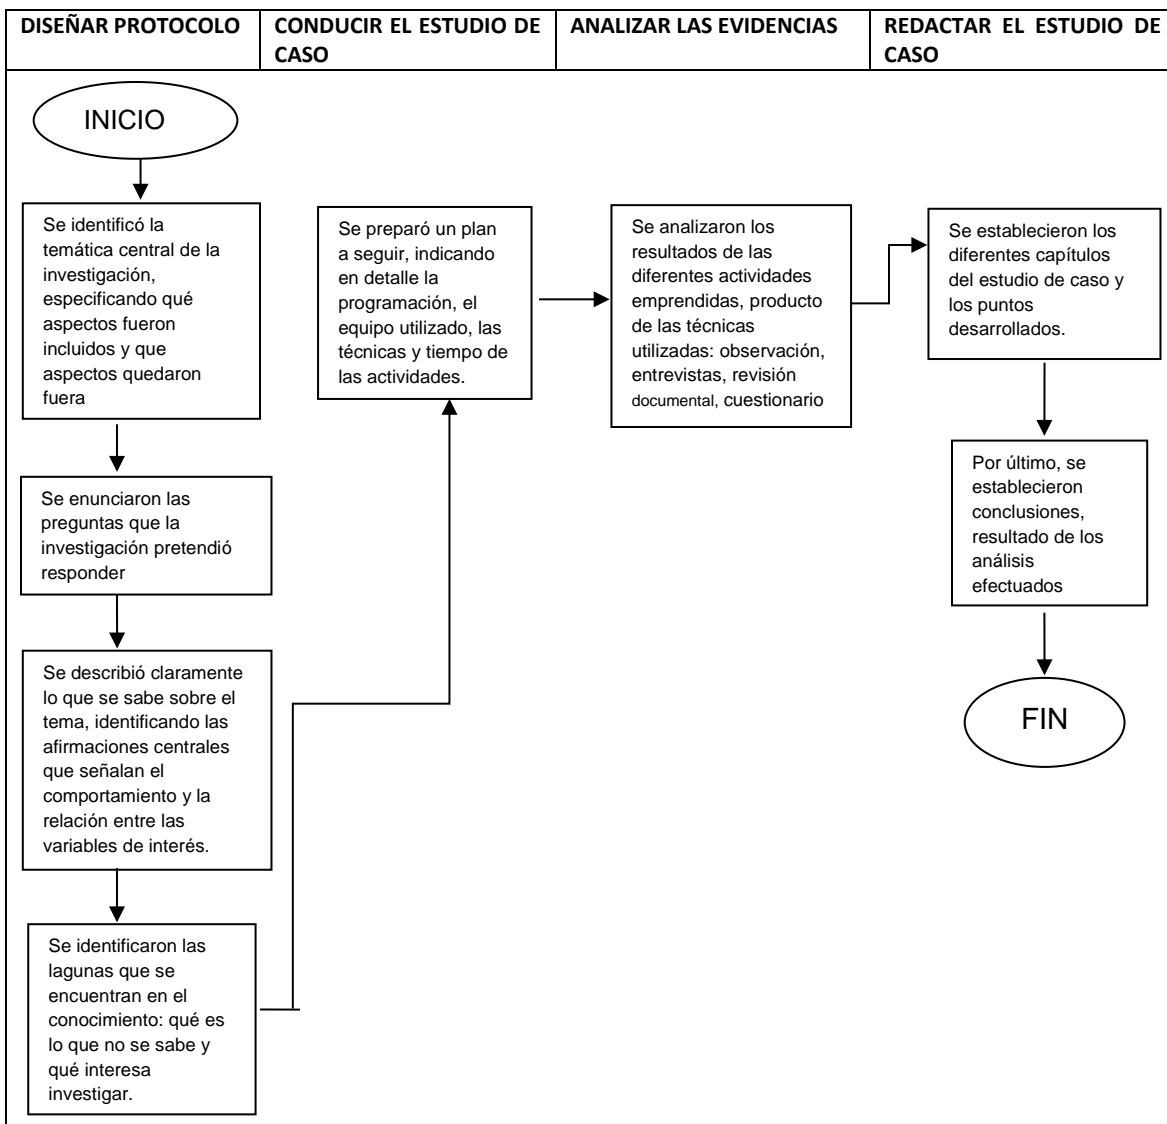 DISEÑAR PROTOCOLO
CONDUCIR EL ESTUDIO DE
CASO
ANALIZAR LAS EVIDENCIAS
REDACTAR EL ESTUDIO DE
CASO
INICIO
Se identificó la
temática central de la
investigación,
especificando qué
aspectos fueron
incluidos y que
aspectos quedaron
fuera
Se enunciaron las
preguntas que la
investigación pretendió
responder
Se describió claramente
lo que se sabe sobre el
tema, identificando las
afirmaciones centrales
que señalan el
comportamiento y la
relación entre las
variables de interés.
Se identificaron las
lagunas que se
encuentran en el
conocimiento: qué es
lo que no se sabe y
qué interesa
investigar.
Se preparó un plan
a seguir, indicando
en detalle la
programación, el
equipo utilizado, las
técnicas y tiempo de
las actividades.
Se analizaron los
resultados de las
diferentes actividades
emprendidas, producto
de las técnicas
utilizadas: observación,
entrevistas, revisión
documental, cuestionario
Se establecieron los
diferentes capítulos
del estudio de caso y
los puntos
desarrollados.
Por último, se
establecieron
conclusiones,
resultado de los
análisis
efectuados
FIN